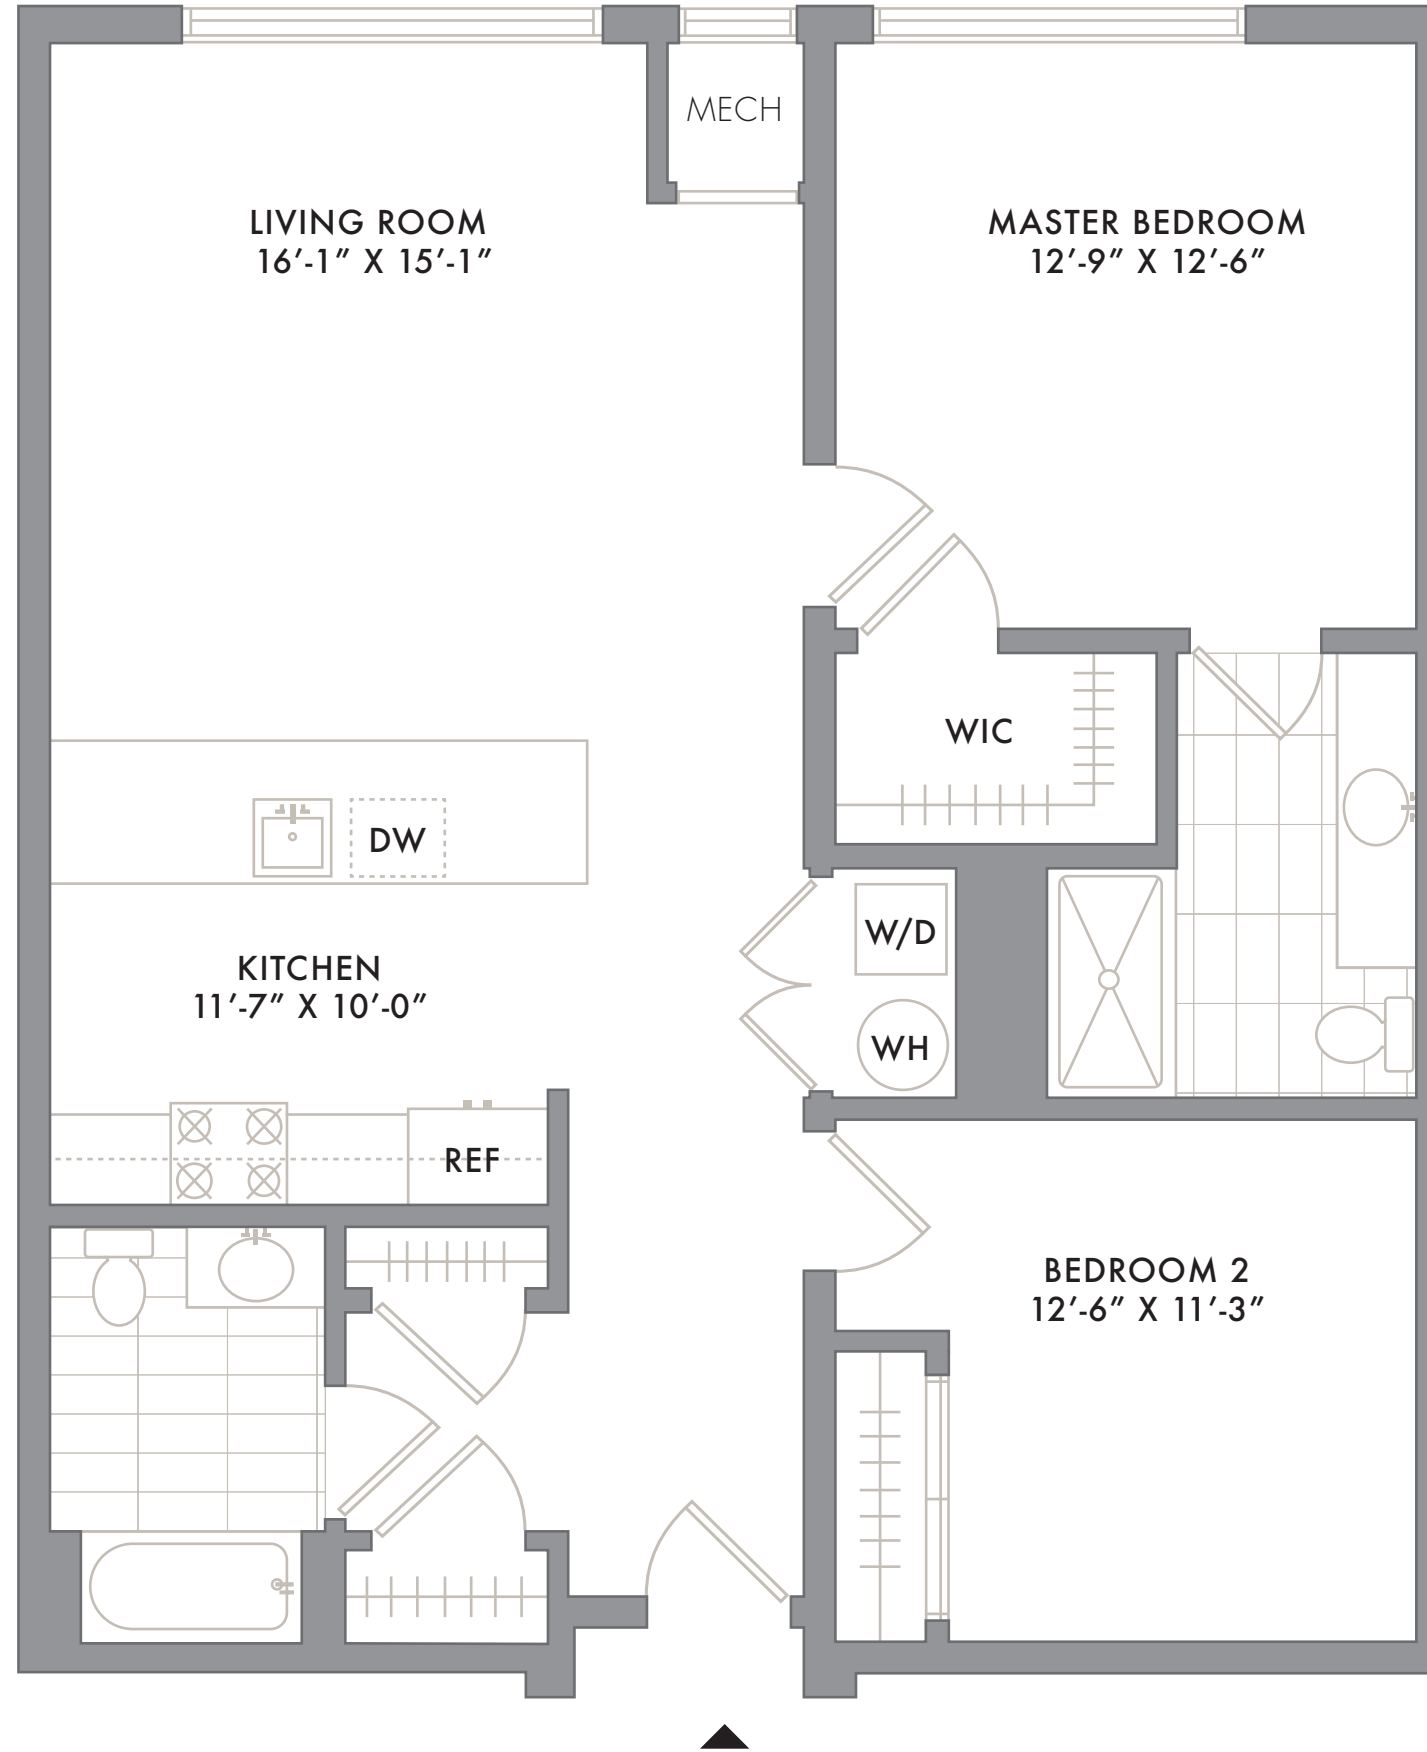 MECH
LIVING ROOM
16′-1″ X 15′-1″
MASTER BEDROOM
12′-9″ X 12′-6″
WIC
DW
W/D
KITCHEN
11′-7″ X 10′-0″
WH
REF
BEDROOM 2
12′-6″ X 11′-3″